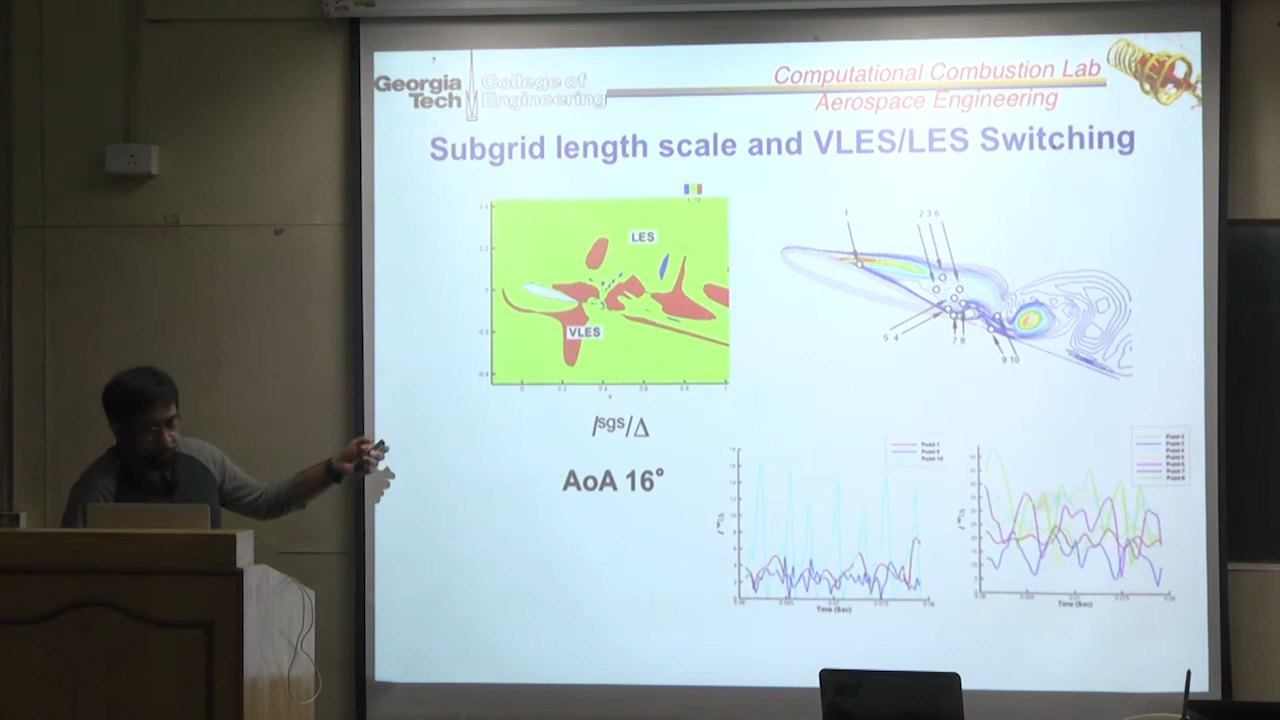 Georgia Tech
College of Engineering
Computational Combustion Lab
Aerospace Engineering
Subgrid length scale and VLES/LES Switching
LES
VLES
lsgs/Δ
AoA 16°
1
2 3 6
5 4
7 8
9 10
Point 1
Point 9
Point 10
Time (Sec)
Time (Sec)